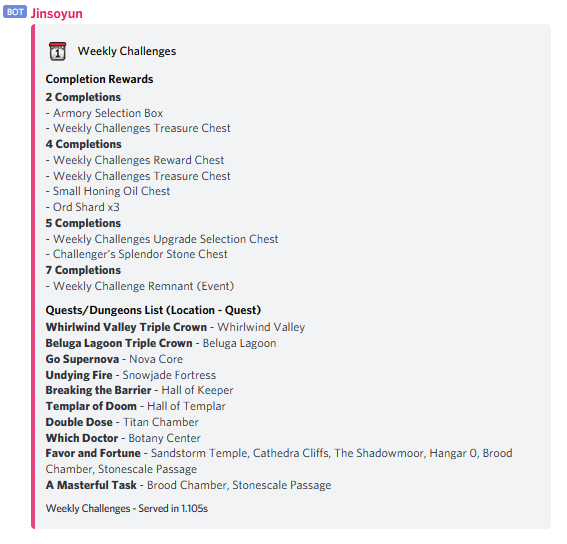 BOT Jinsoyun
1 Weekly Challenges
Completion Rewards
2 Completions
- Armory Selection Box
- Weekly Challenges Treasure Chest
4 Completions
- Weekly Challenges Reward Chest
- Weekly Challenges Treasure Chest
- Small Honing Oil Chest
- Ord Shard x3
5 Completions
- Weekly Challenges Upgrade Selection Chest
- Challenger's Splendor Stone Chest
7 Completions
- Weekly Challenge Remnant (Event)
Quests/Dungeons List (Location - Quest)
Whirlwind Valley Triple Crown - Whirlwind Valley
Beluga Lagoon Triple Crown - Beluga Lagoon
Go Supernova - Nova Core
Undying Fire - Snowjade Fortress
Breaking the Barrier - Hall of Keeper
Templar of Doom - Hall of Templar
Double Dose - Titan Chamber
Which Doctor - Botany Center
Favor and Fortune - Sandstorm Temple, Cathedra Cliffs, The Shadowmoor, Hangar 0, Brood
Chamber, Stonescale Passage
A Masterful Task - Brood Chamber, Stonescale Passage
Weekly Challenges - Served in 1.105s